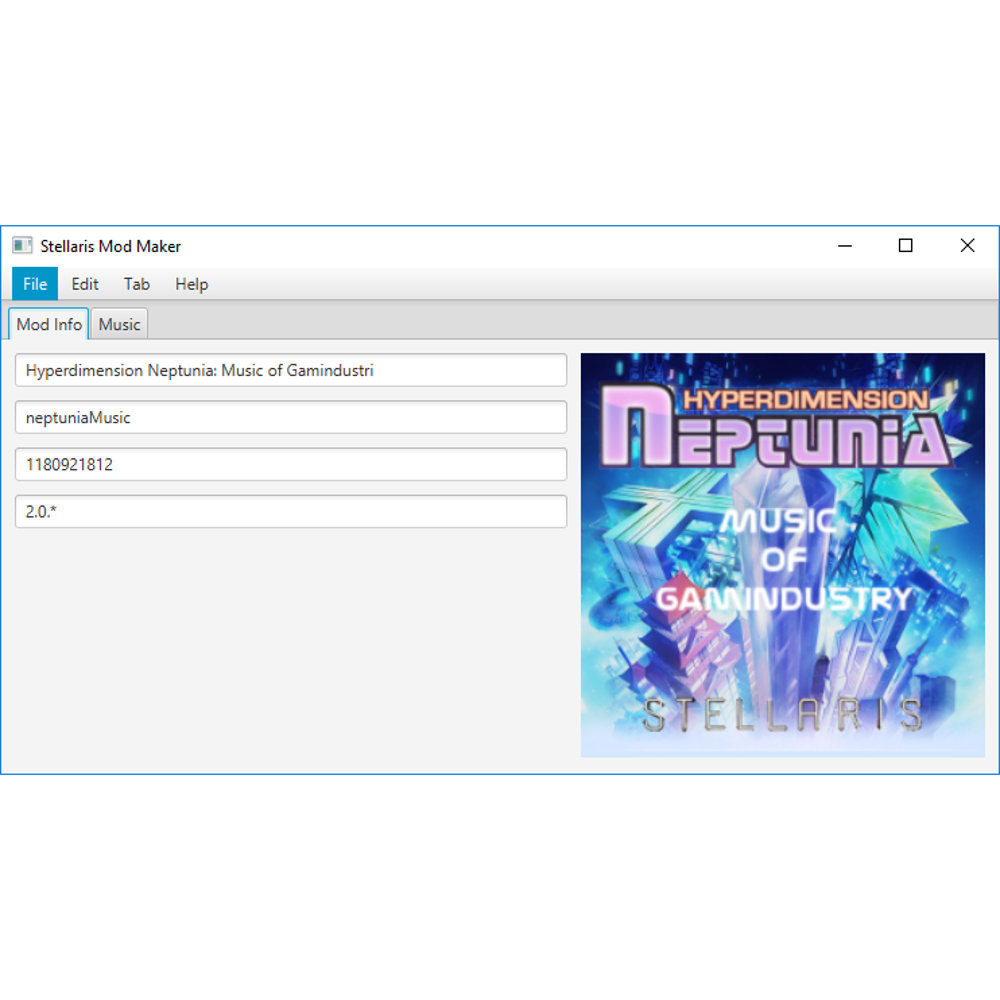 Stellaris Mod Maker
File Edit Tab Help
Mod Info Music
Hyperdimension Neptunia: Music of Gamindustri
neptuniaMusic
1180921812
2.0.*
HYPERDIMENSION
NEPTUNIA
MUSIC
OF
GAMINDUSTRY
STELLARIS